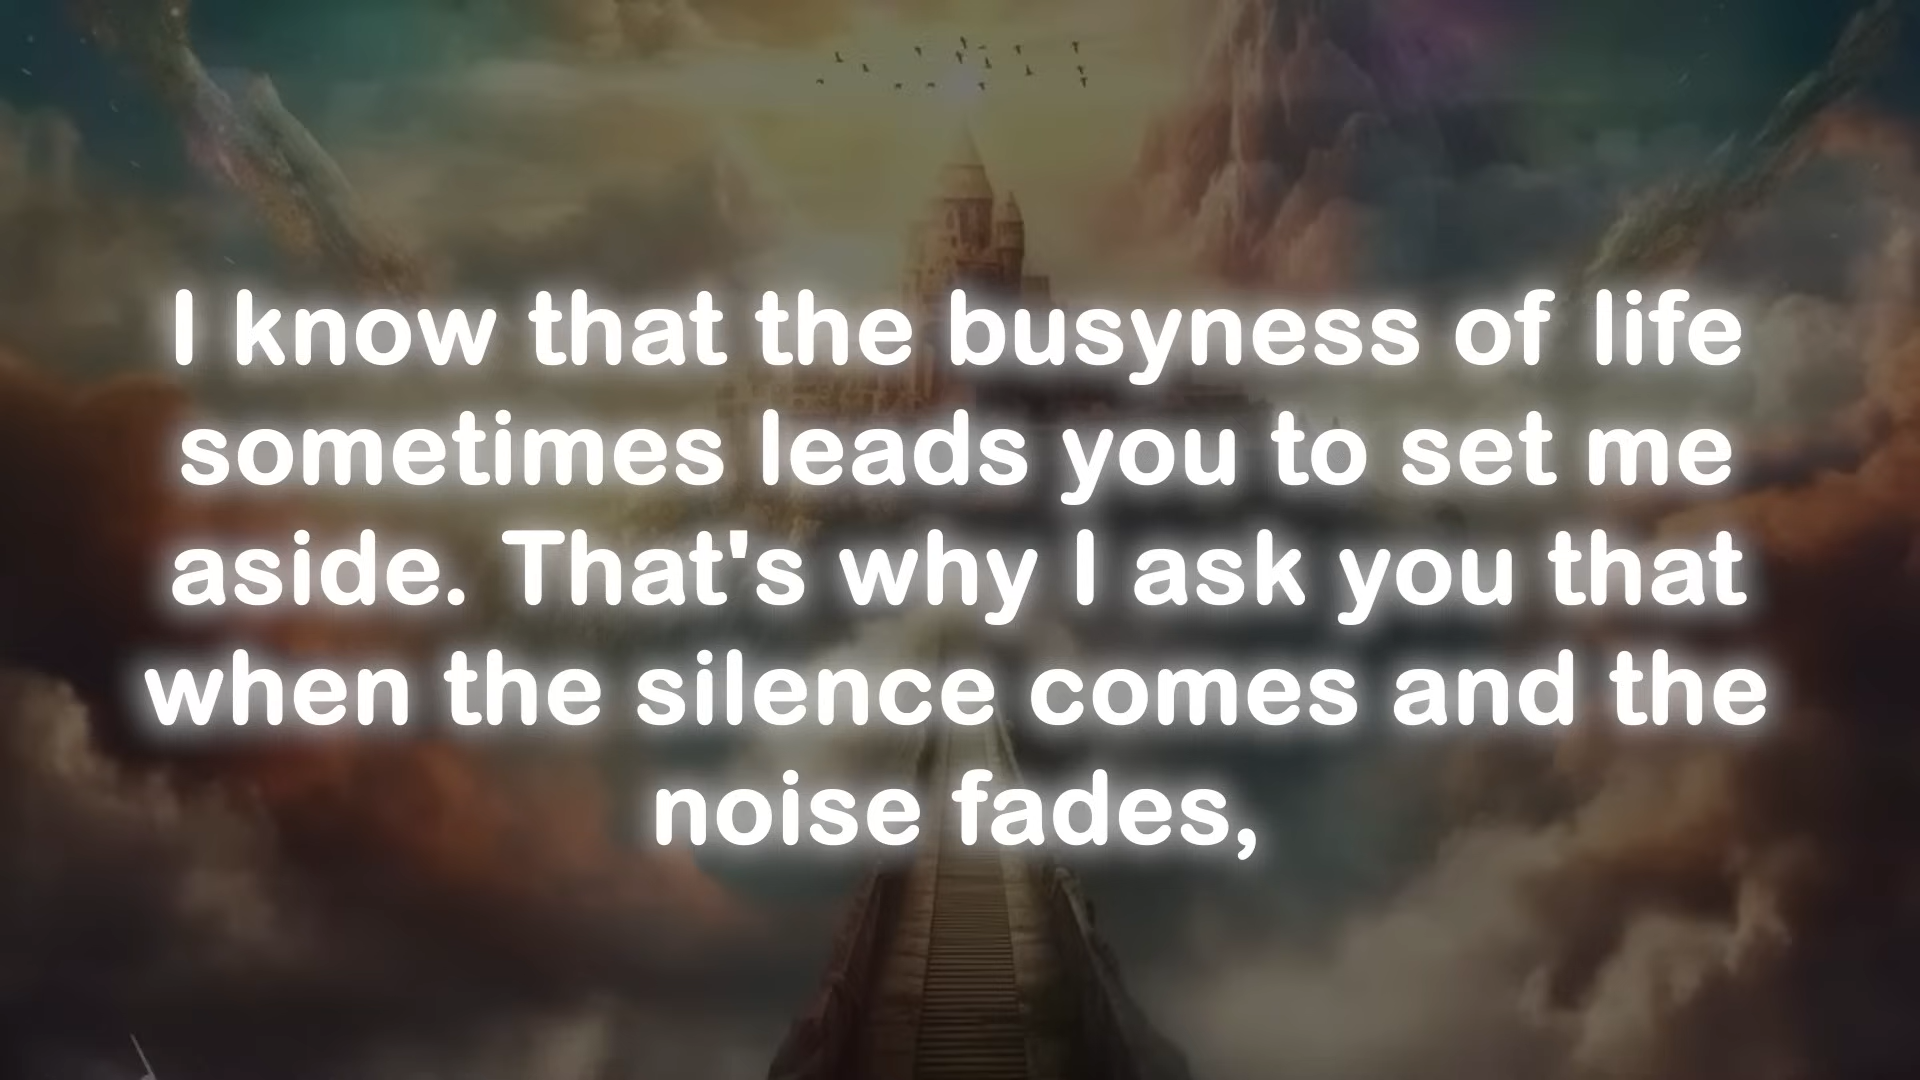 I know that the busyness of life
sometimes leads you to set me
aside. That's why I ask you that
when the silence comes and the
noise fades,